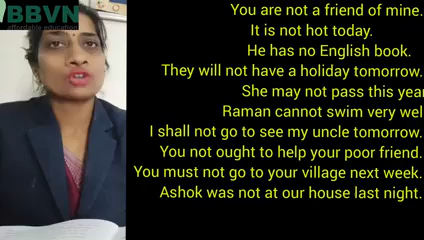 BBVN
affordable education
You are not a friend of mine.
It is not hot today.
He has no English book.
They will not have a holiday tomorrow.
She may not pass this year
Raman cannot swim very wel
I shall not go to see my uncle tomorrow.
You not ought to help your poor friend.
You must not go to your village next week.
Ashok was not at our house last night.